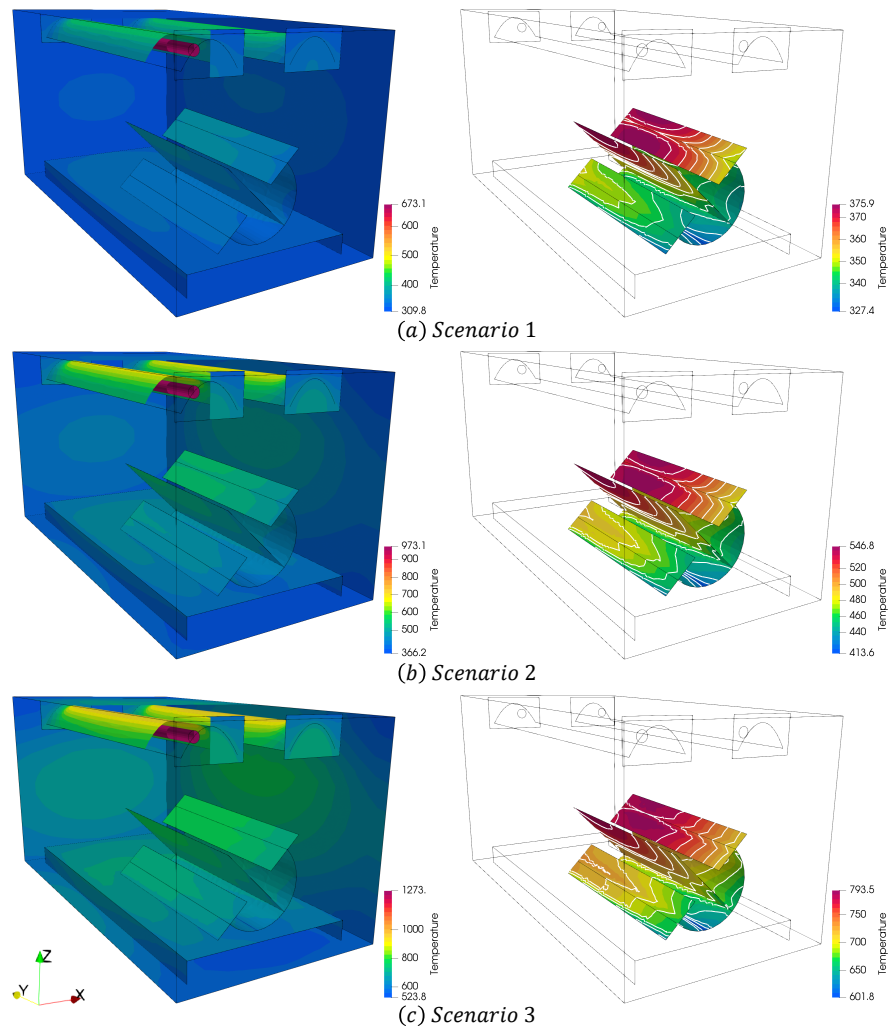 673.1
600
500
400
309.8
Temperature
375.9
370
360
350
340
327.4
Temperature
(a) Scenario 1
973.1
900
800
700
600
500
366.2
Temperature
546.8
520
500
480
460
440
413.6
Temperature
(b) Scenario 2
1273.
1000
800
600
523.8
Temperature
793.5
750
700
650
601.8
Temperature
Z
Y
X
(c) Scenario 3